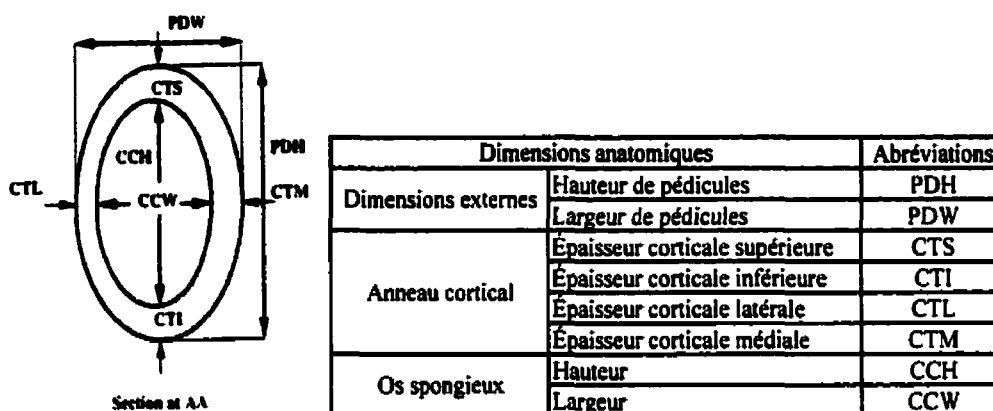 PDW
CTS
CCH
PDH
CTL
CCW
CTM
CTI
Section at AA
Dimensions anatomiques Abréviations
Dimensions externes
Hauteur de pédicules PDH
Largeur de pédicules PDW
Anneau cortical
Épaisseur corticale supérieure CTS
Épaisseur corticale inférieure CTI
Épaisseur corticale latérale CTL
Épaisseur corticale médiale CTM
Os spongieux
Hauteur CCH
Largeur CCW